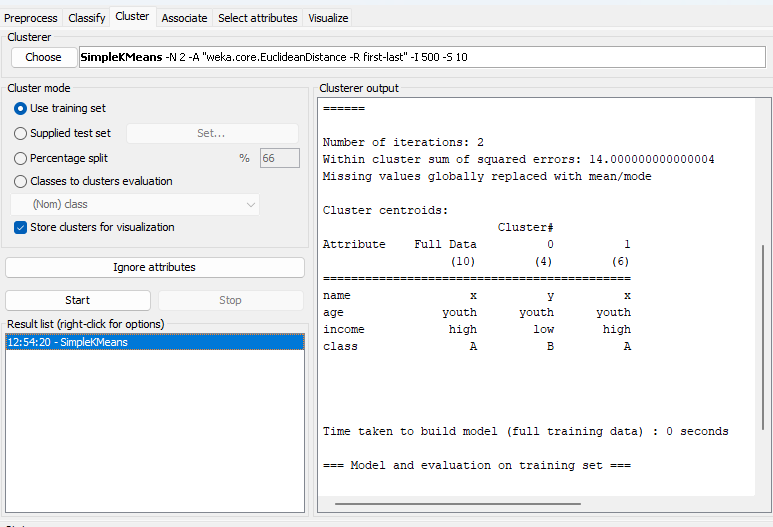 Preprocess Classify Cluster Associate Select attributes Visualize
Clusterer
Choose SimpleKMeans -N 2 -A "weka.core.EuclideanDistance -R first-last" -I 500 -S 10
Cluster mode
Use training set
Supplied test set Set...
Percentage split % 66
Classes to clusters evaluation
(Nom) class
Store clusters for visualization
Ignore attributes
Start Stop
Result list (right-click for options)
12:54:20 - SimpleKMeans
Clusterer output
======
Number of iterations: 2
Within cluster sum of squared errors: 14.000000000000004
Missing values globally replaced with mean/mode
Cluster centroids:
Cluster#
Attribute Full Data 0 1
(10) (4) (6)
==============================================
name x y x
age youth youth youth
income high low high
class A B A
Time taken to build model (full training data) : 0 seconds
=== Model and evaluation on training set ===